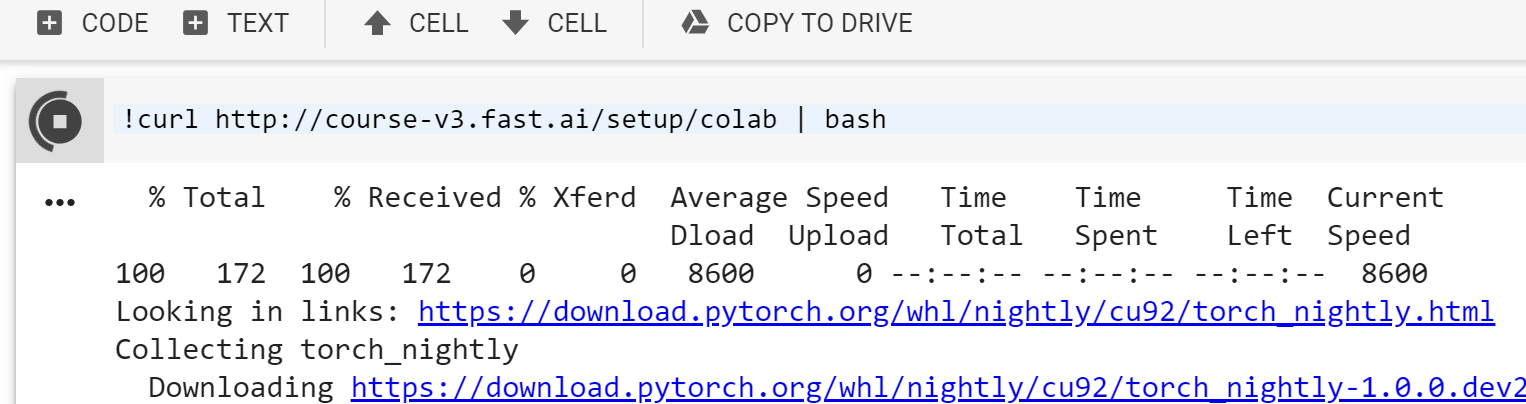 CODE TEXT CELL CELL COPY TO DRIVE
!curl http://course-v3.fast.ai/setup/colab | bash
... % Total % Received % Xferd Average Speed Time Time Time Current
Dload Upload Total Spent Left Speed
100 172 100 172 0 0 8600 0 --:--:-- --:--:-- --:--:-- 8600
Looking in links: https://download.pytorch.org/whl/nightly/cu92/torch_nightly.html
Collecting torch_nightly
Downloading https://download.pytorch.org/whl/nightly/cu92/torch_nightly-1.0.0.dev2